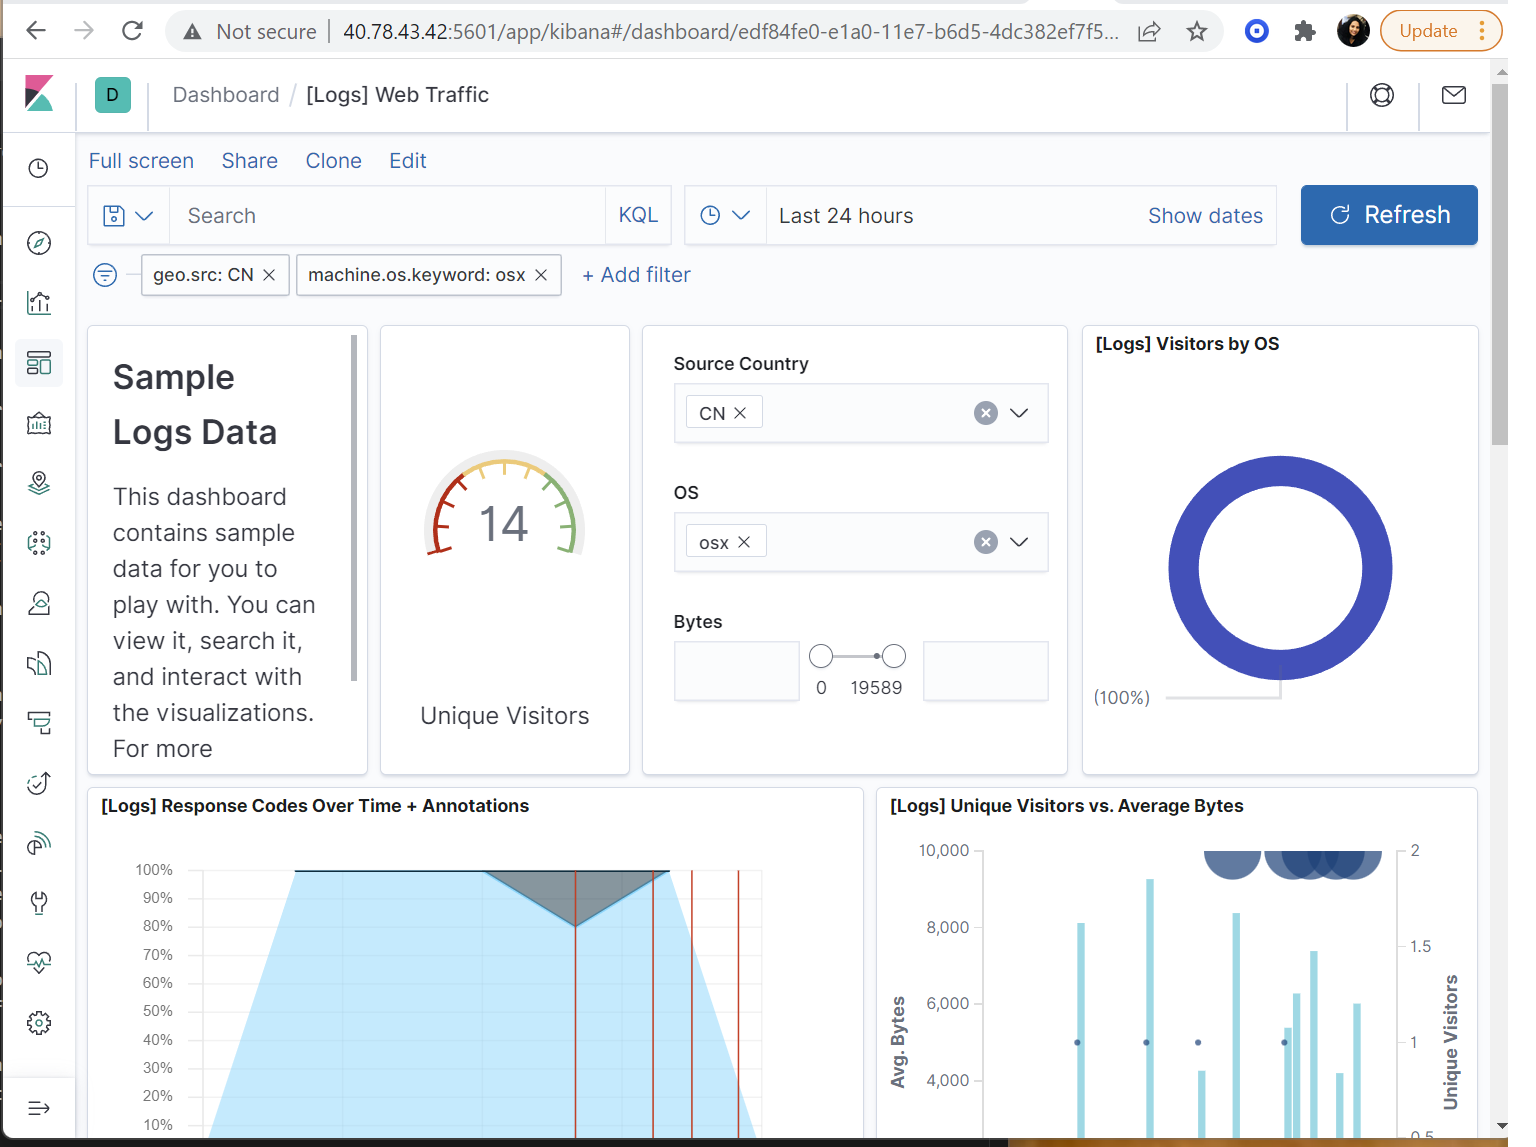 Not secure
40.78.43.42:5601/app/kibana#/dashboard/edf84fe0-e1a0-11e7-b6d5-4dc382ef7f5...
Update
D
Dashboard / [Logs] Web Traffic
Full screen Share Clone Edit
Search
KQL
Last 24 hours
Show dates
Refresh
geo.src: CN
machine.os.keyword: osx
+ Add filter
Sample
Logs Data
This dashboard
contains sample
data for you to
play with. You can
view it, search it,
and interact with
the visualizations.
For more
14
Unique Visitors
Source Country
CN
OS
osx
Bytes
0 19589
[Logs] Visitors by OS
(100%)
[Logs] Response Codes Over Time + Annotations
100%
90%
80%
70%
60%
50%
40%
30%
20%
10%
[Logs] Unique Visitors vs. Average Bytes
10,000
8,000
6,000
4,000
Avg. Bytes
2
1.5
1
0.5
Unique Visitors